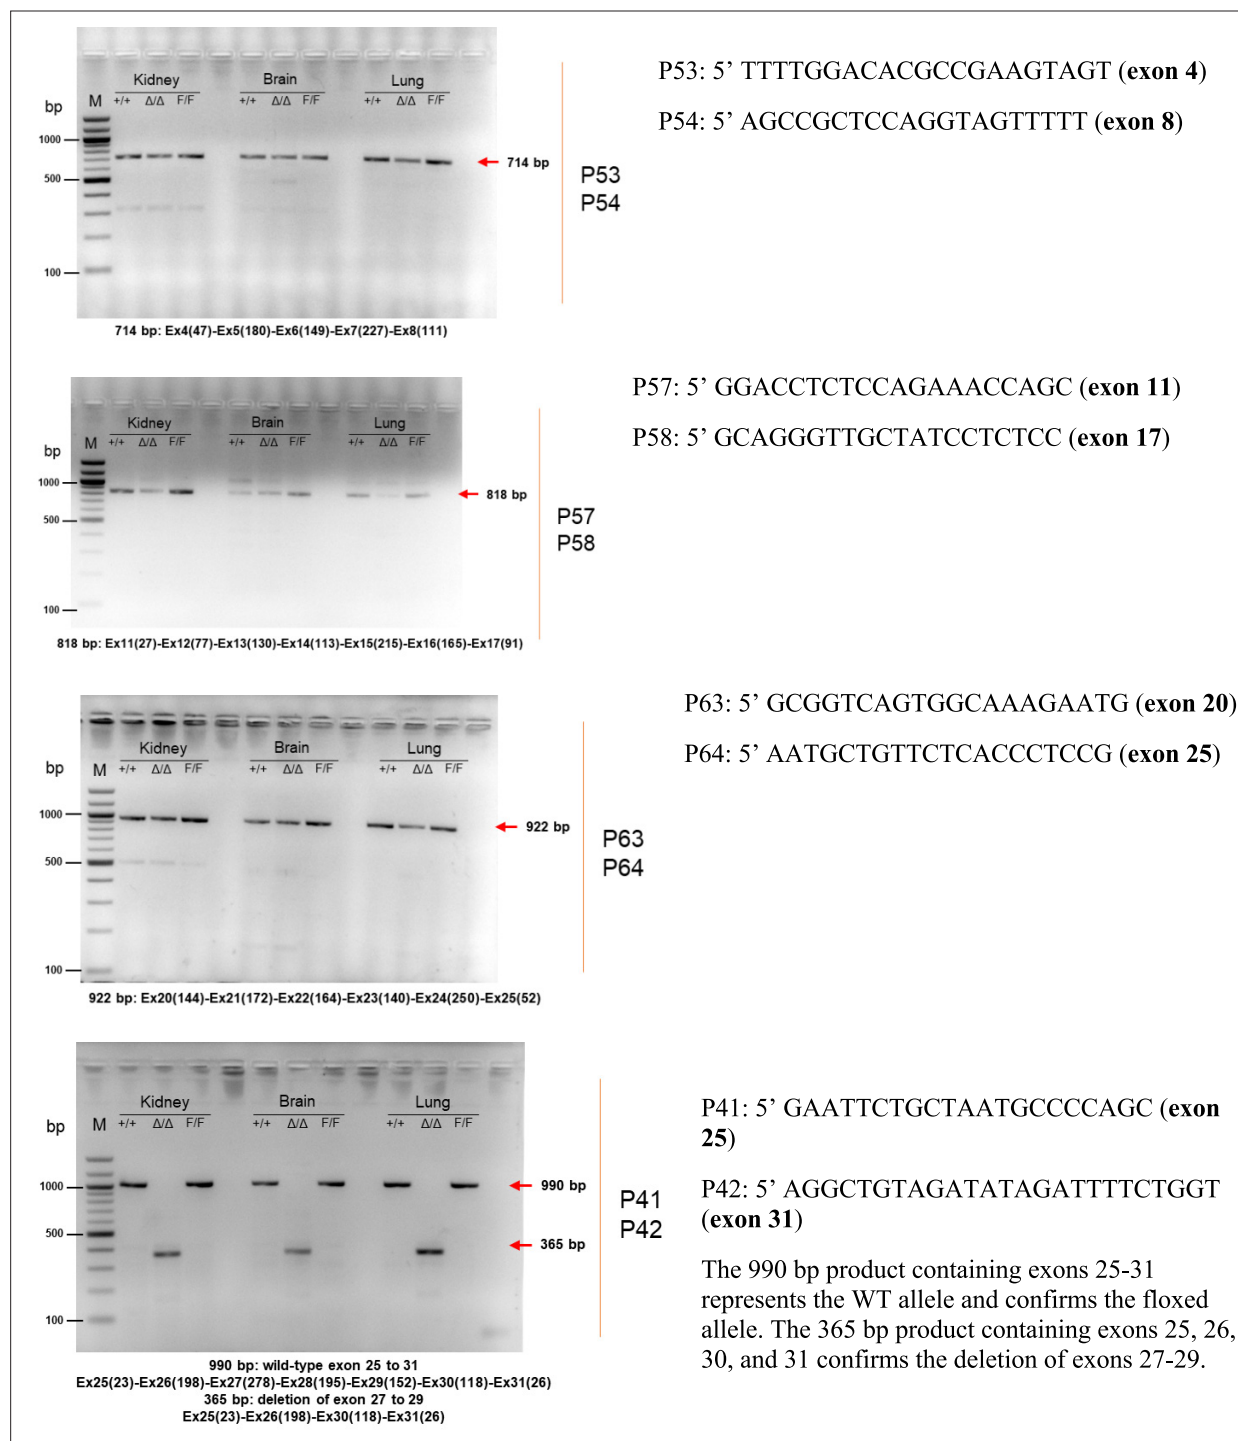 Kidney Brain Lung
bp M +/+ Δ/Δ F/F +/+ Δ/Δ F/F +/+ Δ/Δ F/F
1000
714 bp
500
100
P53
P54
714 bp: Ex4(47)-Ex5(180)-Ex6(149)-Ex7(227)-Ex8(111)
P53: 5’ TTTTGGACACGCCGAAGTAGT (exon 4)
P54: 5’ AGCCGCTCCAGGTAGTTTTT (exon 8)
Kidney Brain Lung
bp M +/+ Δ/Δ F/F +/+ Δ/Δ F/F +/+ Δ/Δ F/F
1000
818 bp
500
100
P57
P58
818 bp: Ex11(27)-Ex12(77)-Ex13(130)-Ex14(113)-Ex15(215)-Ex16(165)-Ex17(91)
P57: 5’ GGACCTCTCCAGAAACCAGC (exon 11)
P58: 5’ GCAGGGTTGCTATCCTCTCC (exon 17)
Kidney Brain Lung
bp M +/+ Δ/Δ F/F +/+ Δ/Δ F/F +/+ Δ/Δ F/F
1000
922 bp
500
100
P63
P64
922 bp: Ex20(144)-Ex21(172)-Ex22(164)-Ex23(140)-Ex24(250)-Ex25(52)
P63: 5’ GCGGTCAGTGGCAAAGAATG (exon 20)
P64: 5’ AATGCTGTTCTCACCCTCCG (exon 25)
Kidney Brain Lung
bp M +/+ Δ/Δ F/F +/+ Δ/Δ F/F +/+ Δ/Δ F/F
1000
990 bp
500
365 bp
100
P41
P42
990 bp: wild-type exon 25 to 31
Ex25(23)-Ex26(198)-Ex27(278)-Ex28(195)-Ex29(152)-Ex30(118)-Ex31(26)
365 bp: deletion of exon 27 to 29
Ex25(23)-Ex26(198)-Ex30(118)-Ex31(26)
P41: 5’ GAATTCTGCTAATGCCCCAGC (exon
25)
P42: 5’ AGGCTGTAGATATAGATTTTCTGGT
(exon 31)
The 990 bp product containing exons 25-31
represents the WT allele and confirms the floxed
allele. The 365 bp product containing exons 25, 26,
30, and 31 confirms the deletion of exons 27-29.